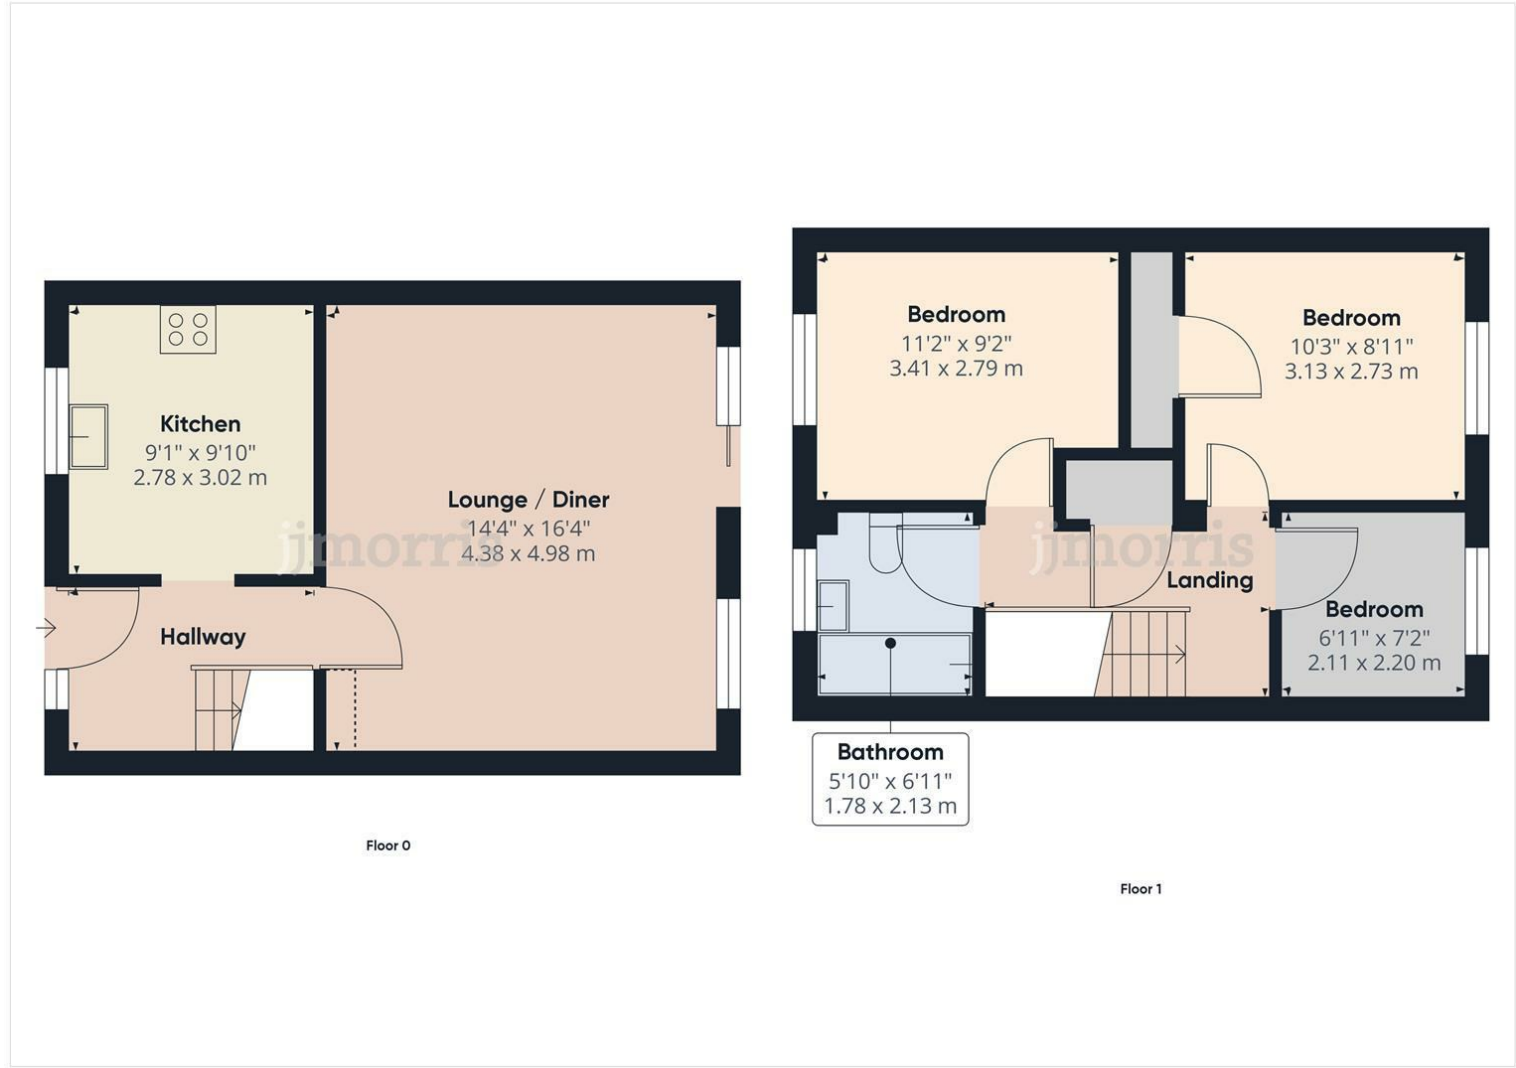 Kitchen
9'1" x 9'10"
2.78 x 3.02 m
Lounge / Diner
14'4" x 16'4"
4.38 x 4.98 m
jjmorris
Hallway
Floor 0
Bedroom
11'2" x 9'2"
3.41 x 2.79 m
Bedroom
10'3" x 8'11"
3.13 x 2.73 m
jjmorris
Landing
Bedroom
6'11" x 7'2"
2.11 x 2.20 m
Bathroom
5'10" x 6'11"
1.78 x 2.13 m
Floor 1